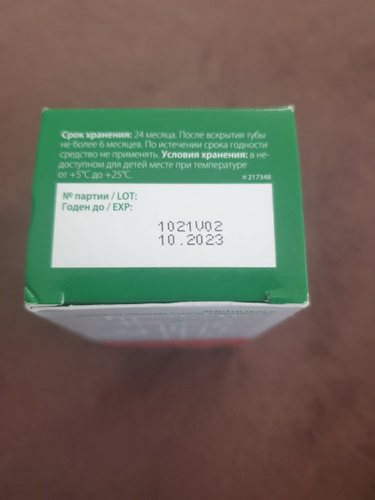 Срок хранения: 24 месяца. После вскрытия тубы
не более 6 месяцев. По истечении срока годности
средство не применять. Условия хранения: в не-
доступном для детей месте при температуре
от +5°С до +25°С.
# 217348
№ партии / LOT:
Годен до / EXP:
1021V02
10.2023